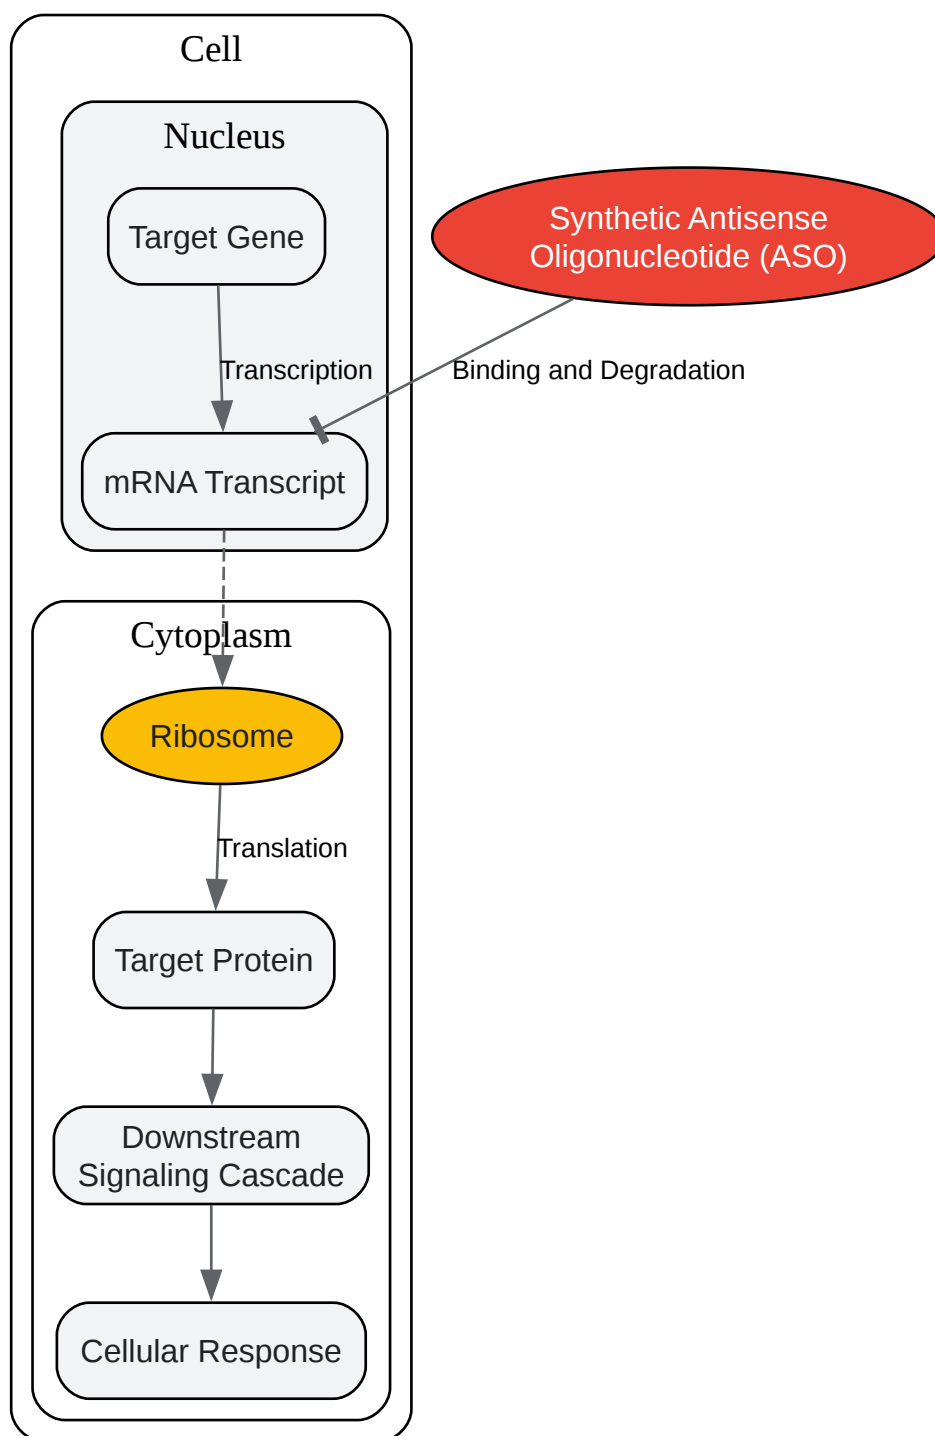 Cell
Nucleus
Target Gene
Synthetic Antisense
Oligonucleotide (ASO)
Transcription
Binding and Degradation
mRNA Transcript
Cytoplasm
Ribosome
Translation
Target Protein
Downstream
Signaling Cascade
Cellular Response